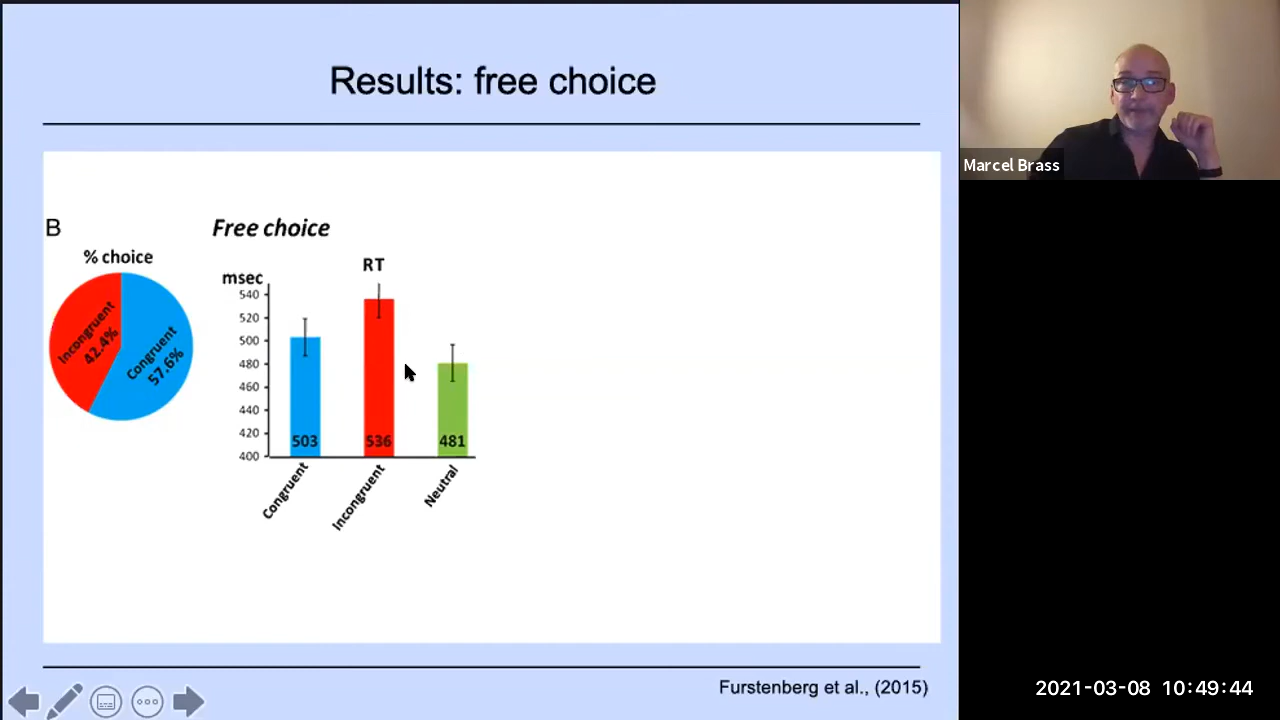 Results: free choice
B
Free choice
% choice
Incongruent
42.4%
Congruent
57.6%
RT
msec
540
520
500
480
460
440
420
400
503
536
481
Congruent
Incongruent
Neutral
Furstenberg et al., (2015)
Marcel Brass
2021-03-08 10:49:44